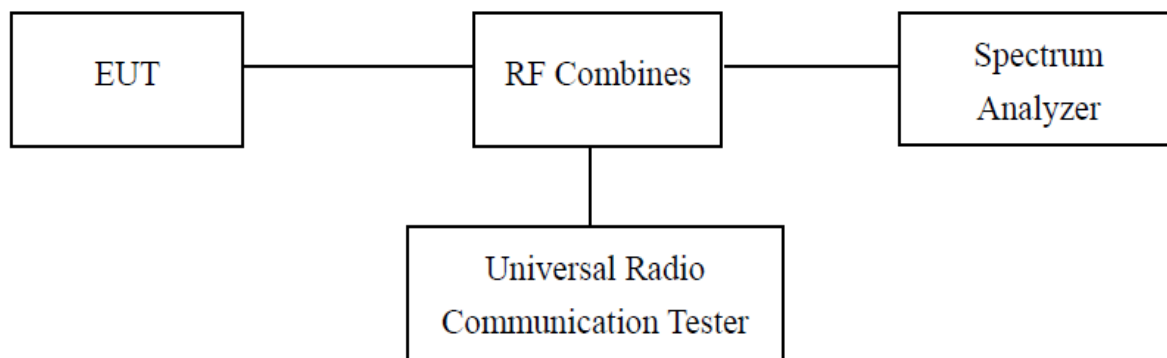 EUT
RF Combines
Spectrum
Analyzer
Universal Radio
Communication Tester